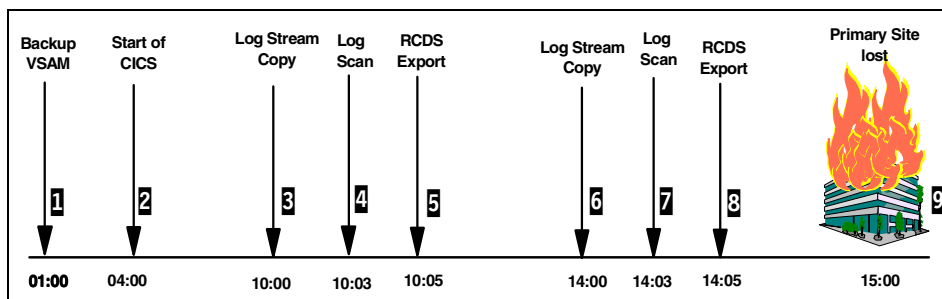 Backup
VSAM
Start of
CICS
Log Stream
Copy
Log
Scan
RCDS
Export
Log Stream
Copy
Log
Scan
RCDS
Export
Primary Site
lost
1
2
3
4
5
6
7
8
9
01:00
04:00
10:00
10:03
10:05
14:00
14:03
14:05
15:00